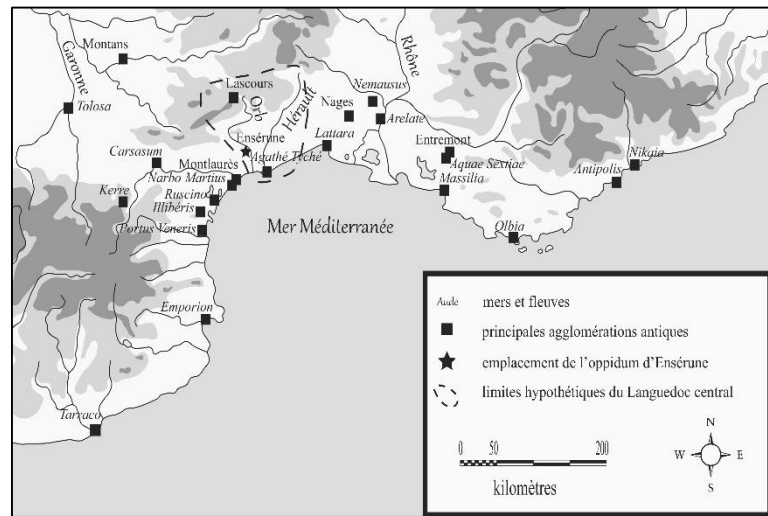 Montans
Garonne
Tolosa
Lascours
Orb
Hérault
Ensérune
Agathé Tyché
Rhône
Nemausus
Nages
Arelate
Lattara
Entremont
Aquae Sextiae
Massilia
Nikaia
Antipolis
Olbia
Carsasum
Montlaurès
Narbo Martius
Kerre
Ruscino
Illibéris
Portus Veneris
Mer Méditerranée
Emporion
Tarraco
Aude mers et fleuves
principales agglomérations antiques
emplacement de l'oppidum d'Ensérune
limites hypothétiques du Languedoc central
0 50 200
kilomètres
N
W E
S